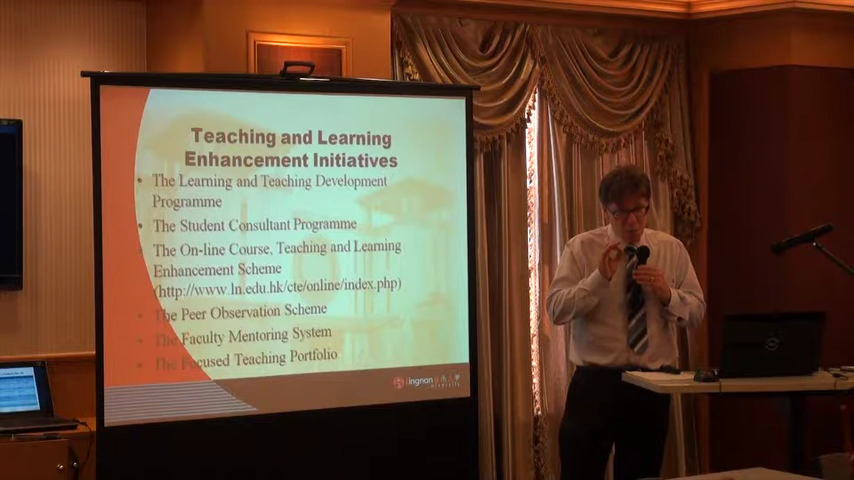 Teaching and Learning
Enhancement Initiatives
• The Learning and Teaching Development
Programme
• The Student Consultant Programme
• The On-line Course, Teaching and Learning
Enhancement Scheme
(http://www.ln.edu.hk/cte/online/index.php)
• The Peer Observation Scheme
• The Faculty Mentoring System
• The Focused Teaching Portfolio
Lingnan